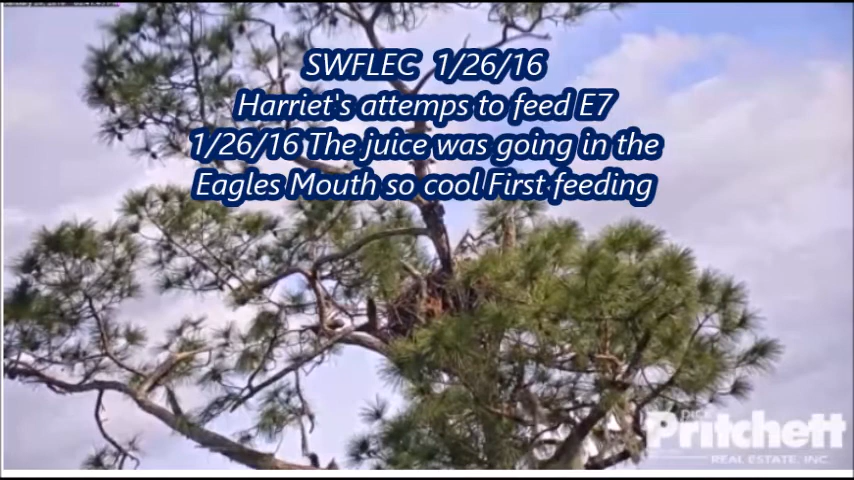 SWFLEC 1/26/16
Harriet's attemps to feed E7
1/26/16 The juice was going in the
Eagles Mouth so cool First feeding
DICK
Pritchett
REAL ESTATE, INC.